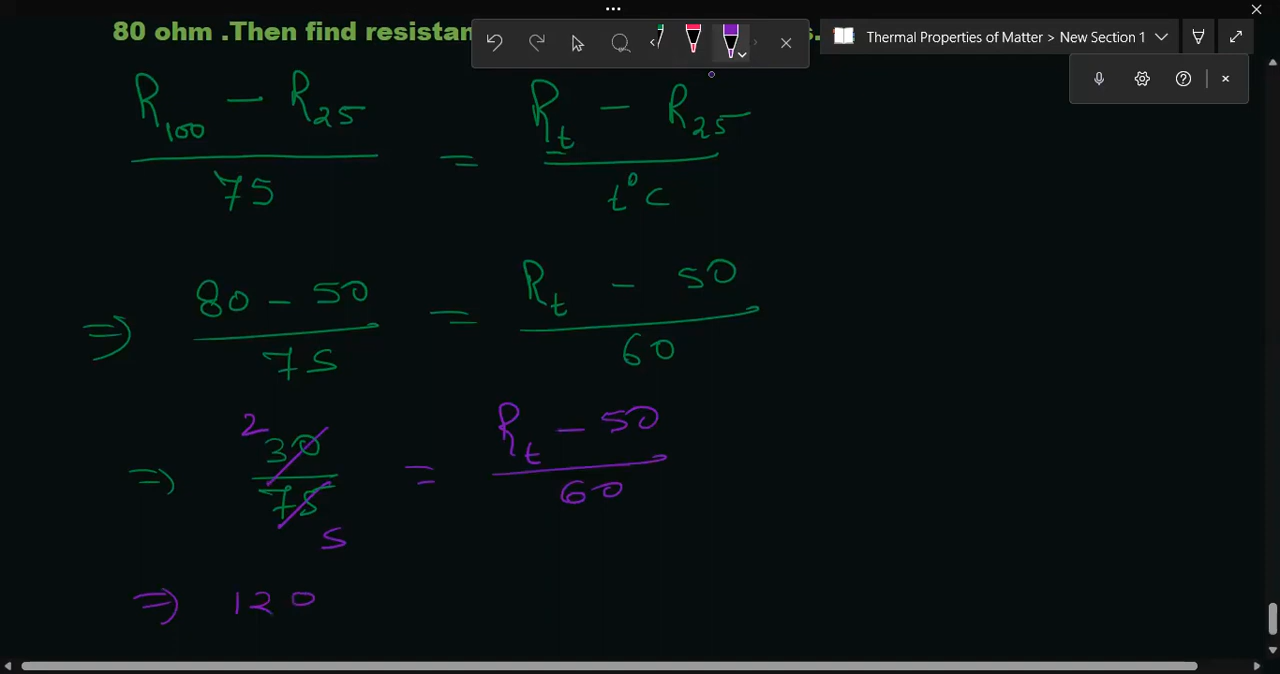 80 ohm .Then find resistan
Thermal Properties of Matter > New Section 1
R100 - R25 / 75 = Rt - R25 / t°C
⇒ 80 - 50 / 75 = Rt - 50 / 60
⇒ 2 30 / 75 5 = Rt - 50 / 60
⇒ 120